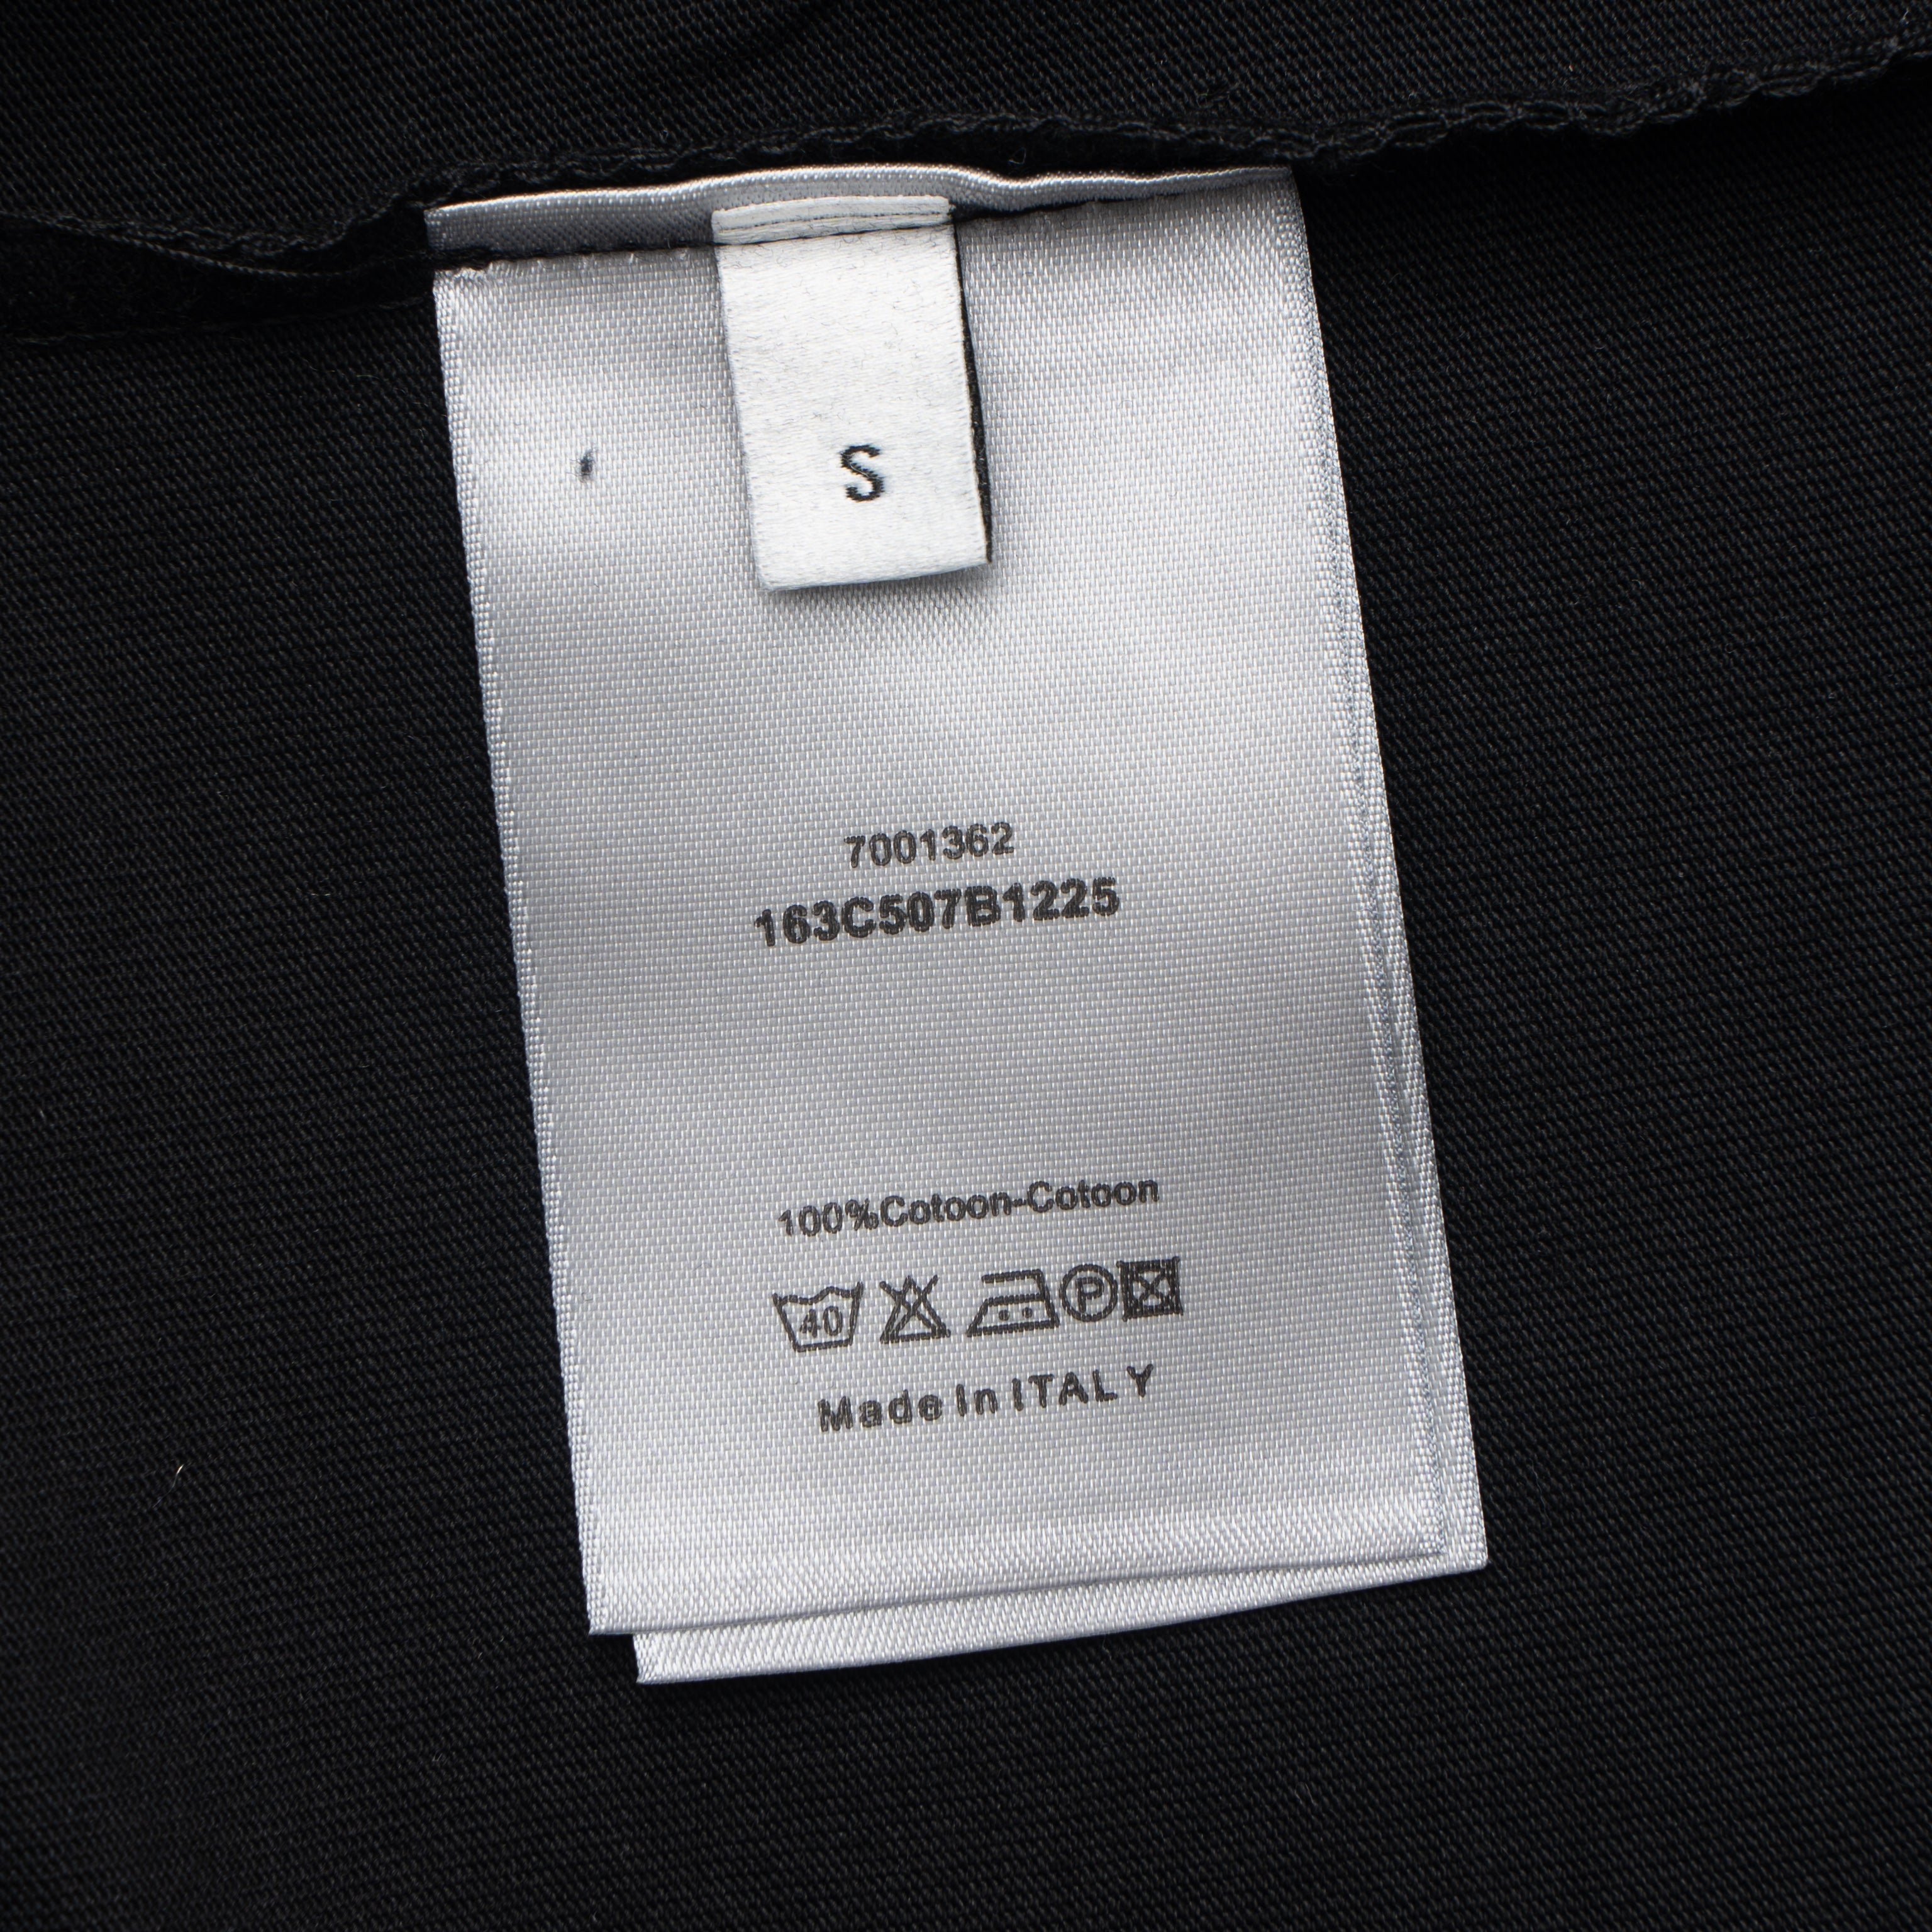 S
7001362
163C507B1225
100%Cotoon-Cotoon
40 P
Made In ITALY